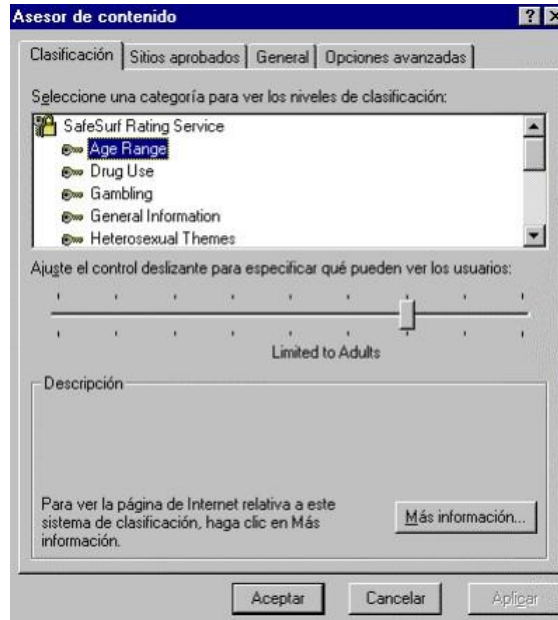 Asesor de contenido
Clasificación Sitios aprobados General Opciones avanzadas
Seleccione una categoría para ver los niveles de clasificación:
SafeSurf Rating Service
Age Range
Drug Use
Gambling
General Information
Heterosexual Themes
Ajuste el control deslizante para especificar qué pueden ver los usuarios:
Limited to Adults
Descripción
Para ver la página de Internet relativa a este
sistema de clasificación, haga clic en Más
información.
Más información...
Aceptar Cancelar Aplicar